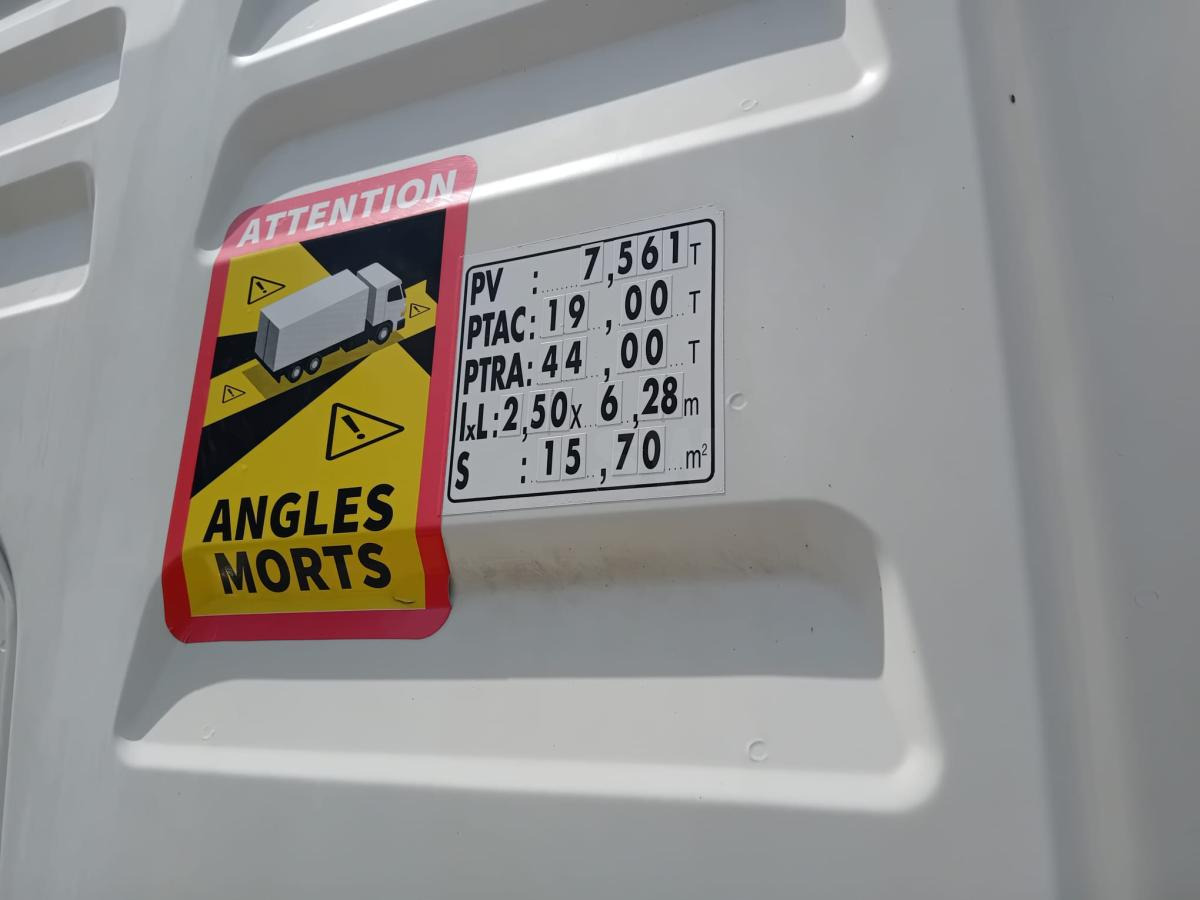 ATTENTION
ANGLES
MORTS
PV : 7,561 T
PTAC: 19,00 T
PTRA: 44,00 T
lxL: 2,50 x 6,28 m
S : 15,70 m²